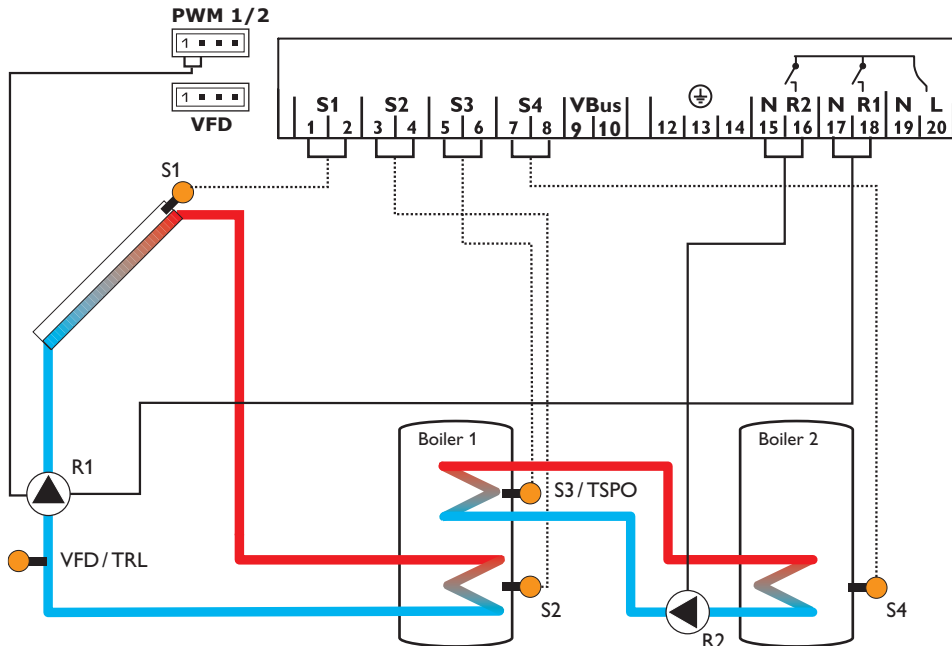 PWM 1/2
1
1
VFD
S1 S2 S3 S4 VBus N R2 N R1 N L
1 2 3 4 5 6 7 8 9 10 12 13 14 15 16 17 18 19 20
S1
Boiler 1
Boiler 2
R1
S3 / TSPO
VFD / TRL
S2
S4
R2